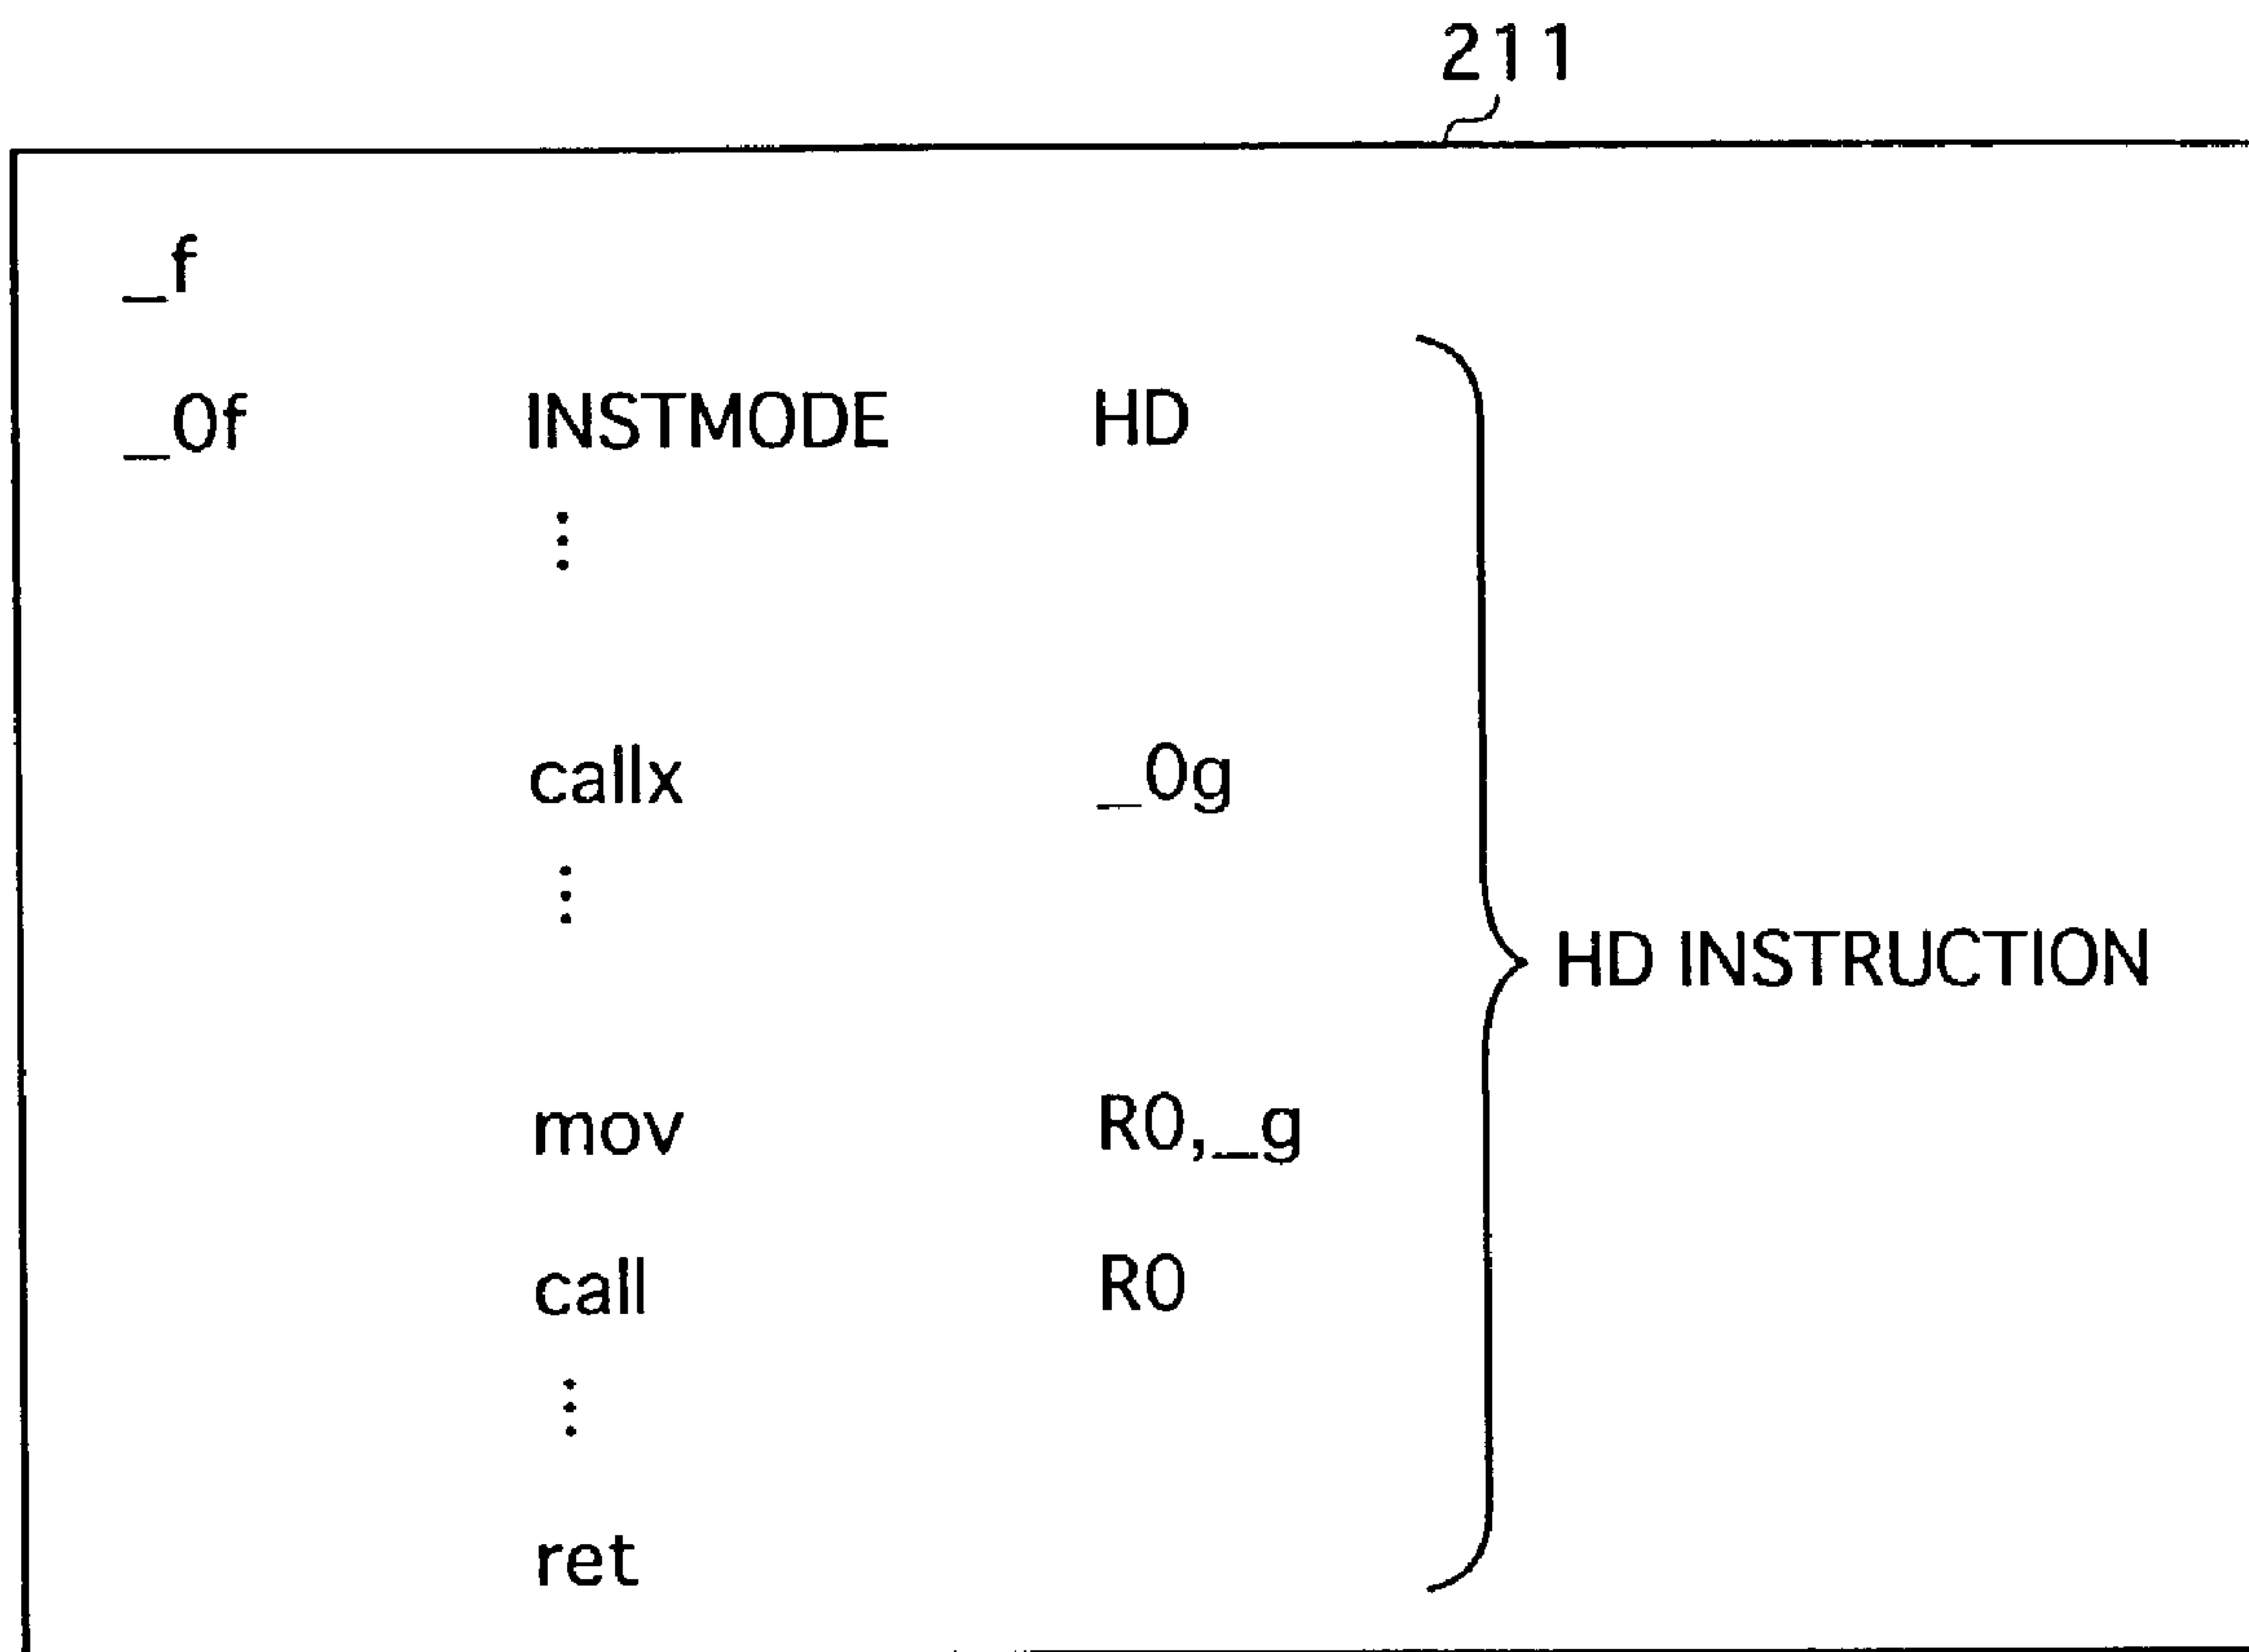 211
_f
_0f INSTMODE HD
⋮
callx _0g
⋮
HD INSTRUCTION
mov R0,_g
call R0
⋮
ret